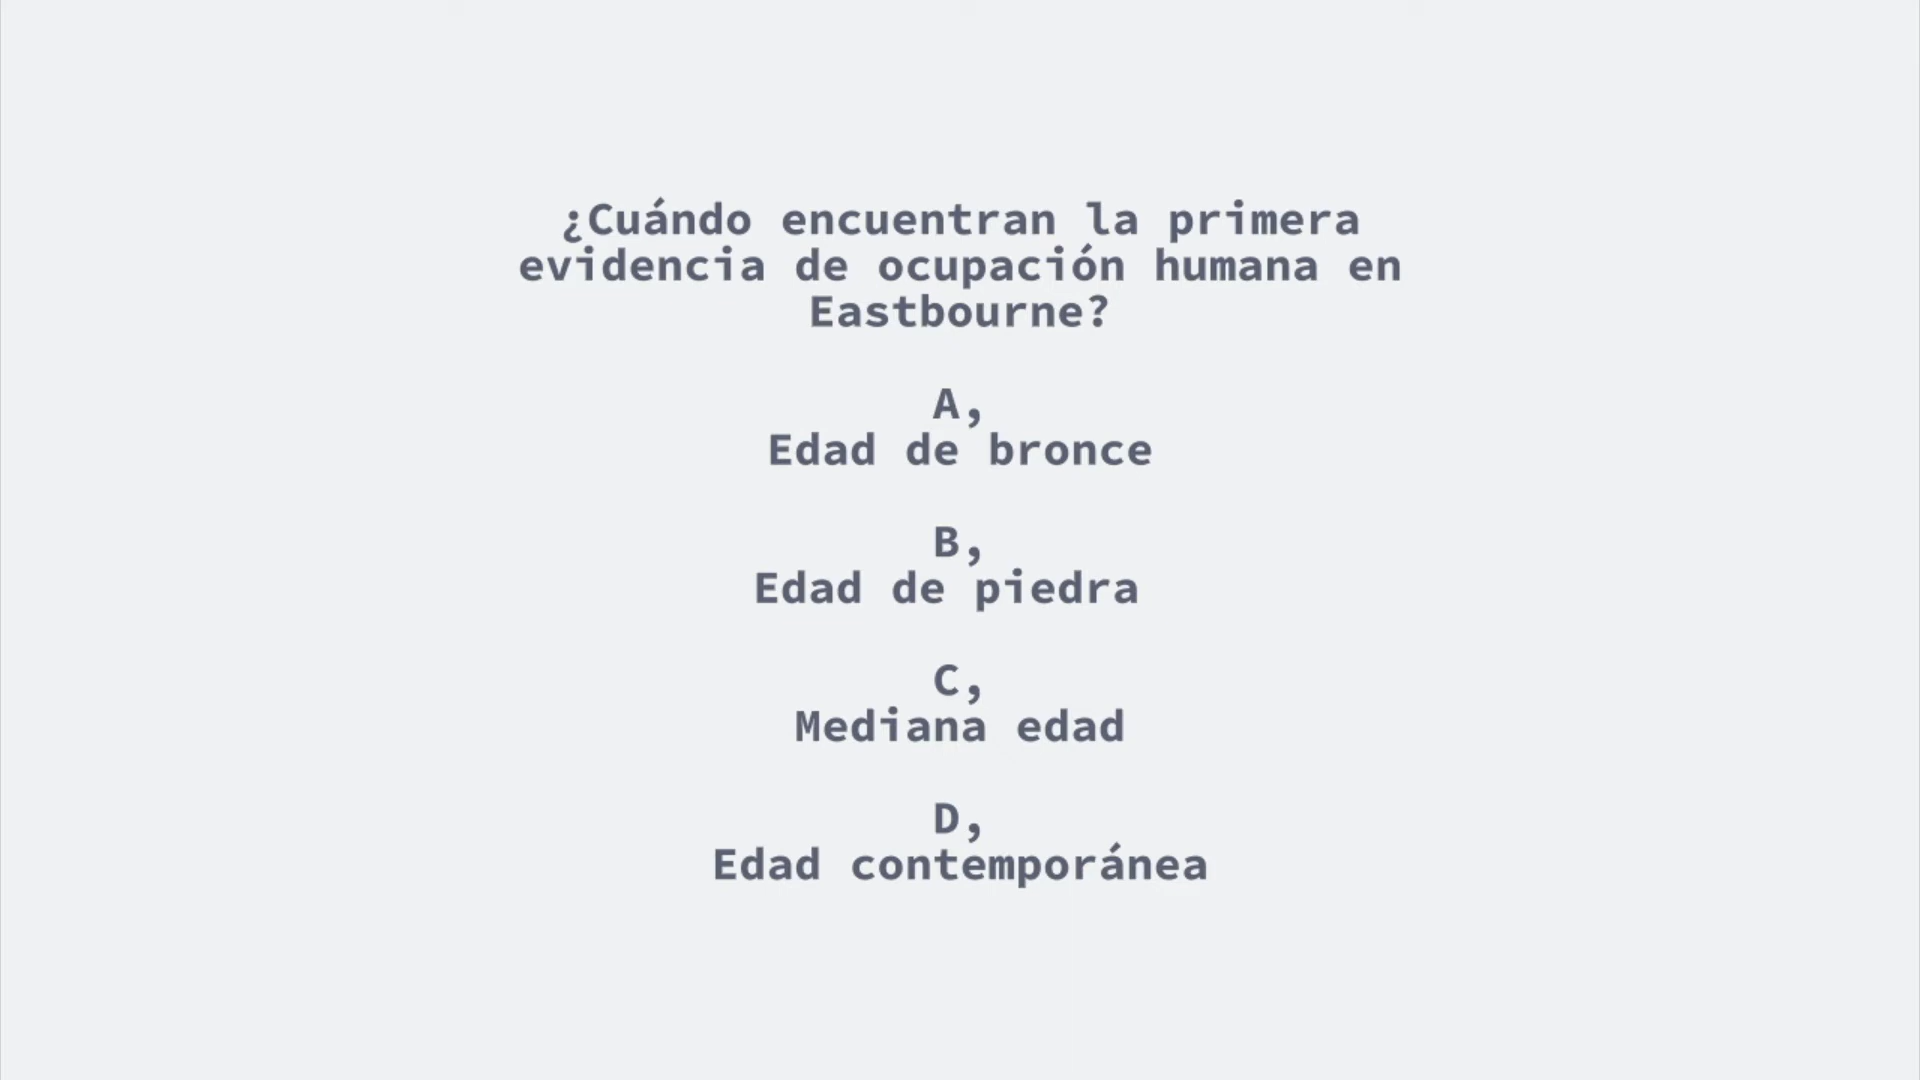 ¿Cuándo encuentran la primera
evidencia de ocupación humana en
Eastbourne?
A,
Edad de bronce
B,
Edad de piedra
C,
Mediana edad
D,
Edad contemporánea